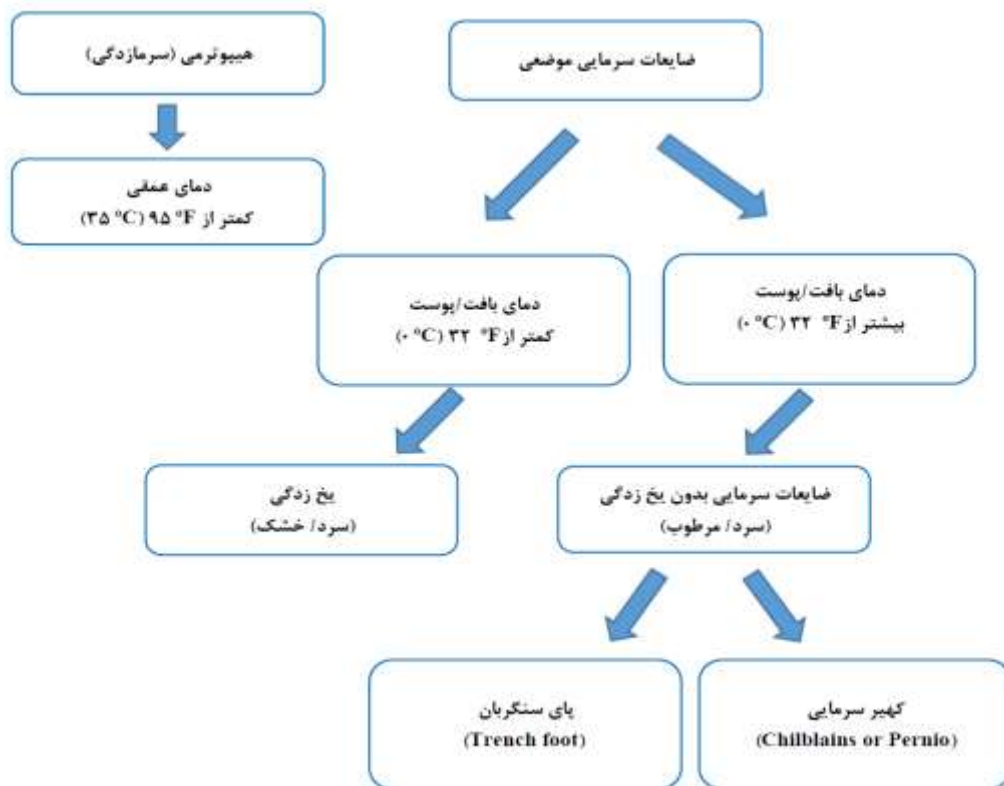 هیپوترمی (سرمازدگی)
ضایعات سرمایی موضعی
دمای عمقی
کمتر از ۹۵ °F (۳۵ °C)
دمای بافت/پوست
کمتر از ۳۲ °F (۰ °C)
دمای بافت/پوست
بیشتر از ۳۲ °F (۰ °C)
یخ زدگی
(سرد/ خشک)
ضایعات سرمایی بدون یخ زدگی
(سرد/ مرطوب)
پای سنگربان
(Trench foot)
کهیر سرمایی
(Chilblains or Pernio)